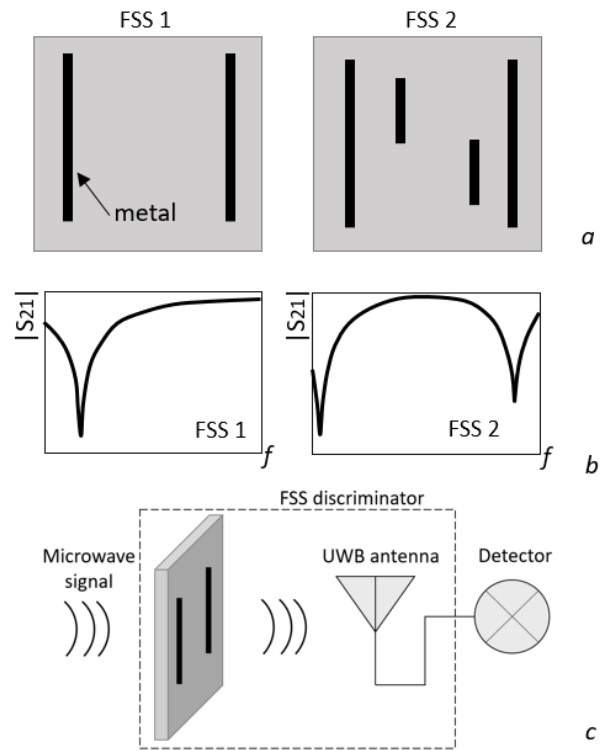 FSS 1
FSS 2
metal
a
|S21|
FSS 1
f
|S21|
FSS 2
f
b
FSS discriminator
Microwave
signal
UWB antenna
Detector
c